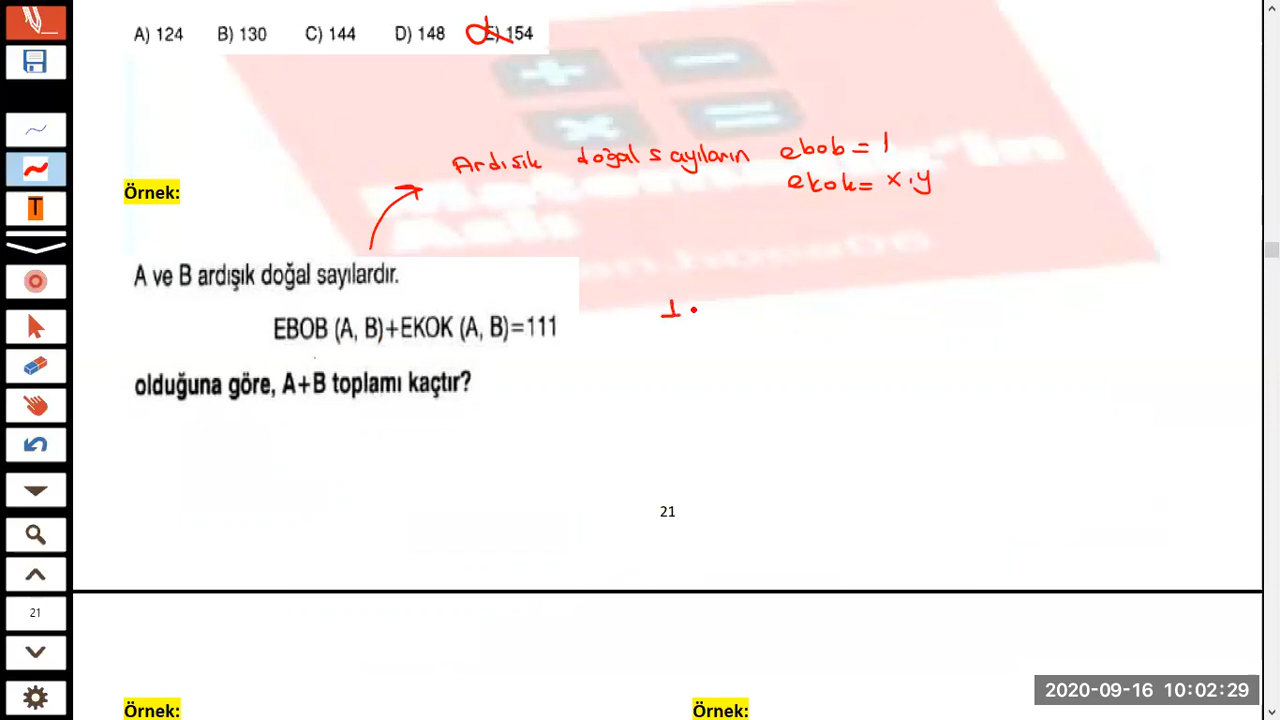 A) 124 B) 130 C) 144 D) 148 E) 154
Ardışık doğal sayıların ebob = 1
ekok = x.y
Örnek:
A ve B ardışık doğal sayılardır.
1 .
EBOB (A, B)+EKOK (A, B)=111
olduğuna göre, A+B toplamı kaçtır?
21
T
21
Örnek: Örnek:
2020-09-16 10:02:29